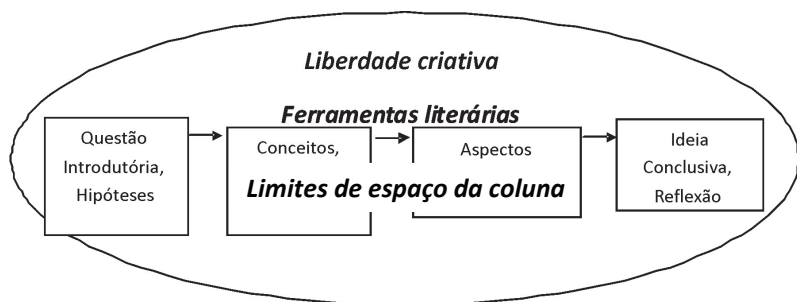 Liberdade criativa
Ferramentas literárias
Questão
Introdutória,
Hipóteses
Conceitos,
Aspectos
Ideia
Conclusiva,
Reflexão
Limites de espaço da coluna